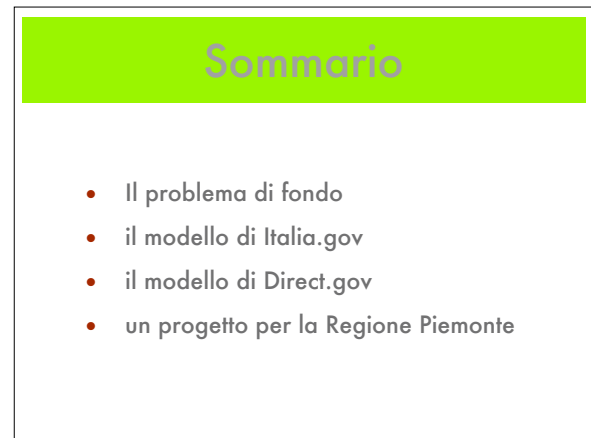 Sommario
• Il problema di fondo
• il modello di Italia.gov
• il modello di Direct.gov
• un progetto per la Regione Piemonte